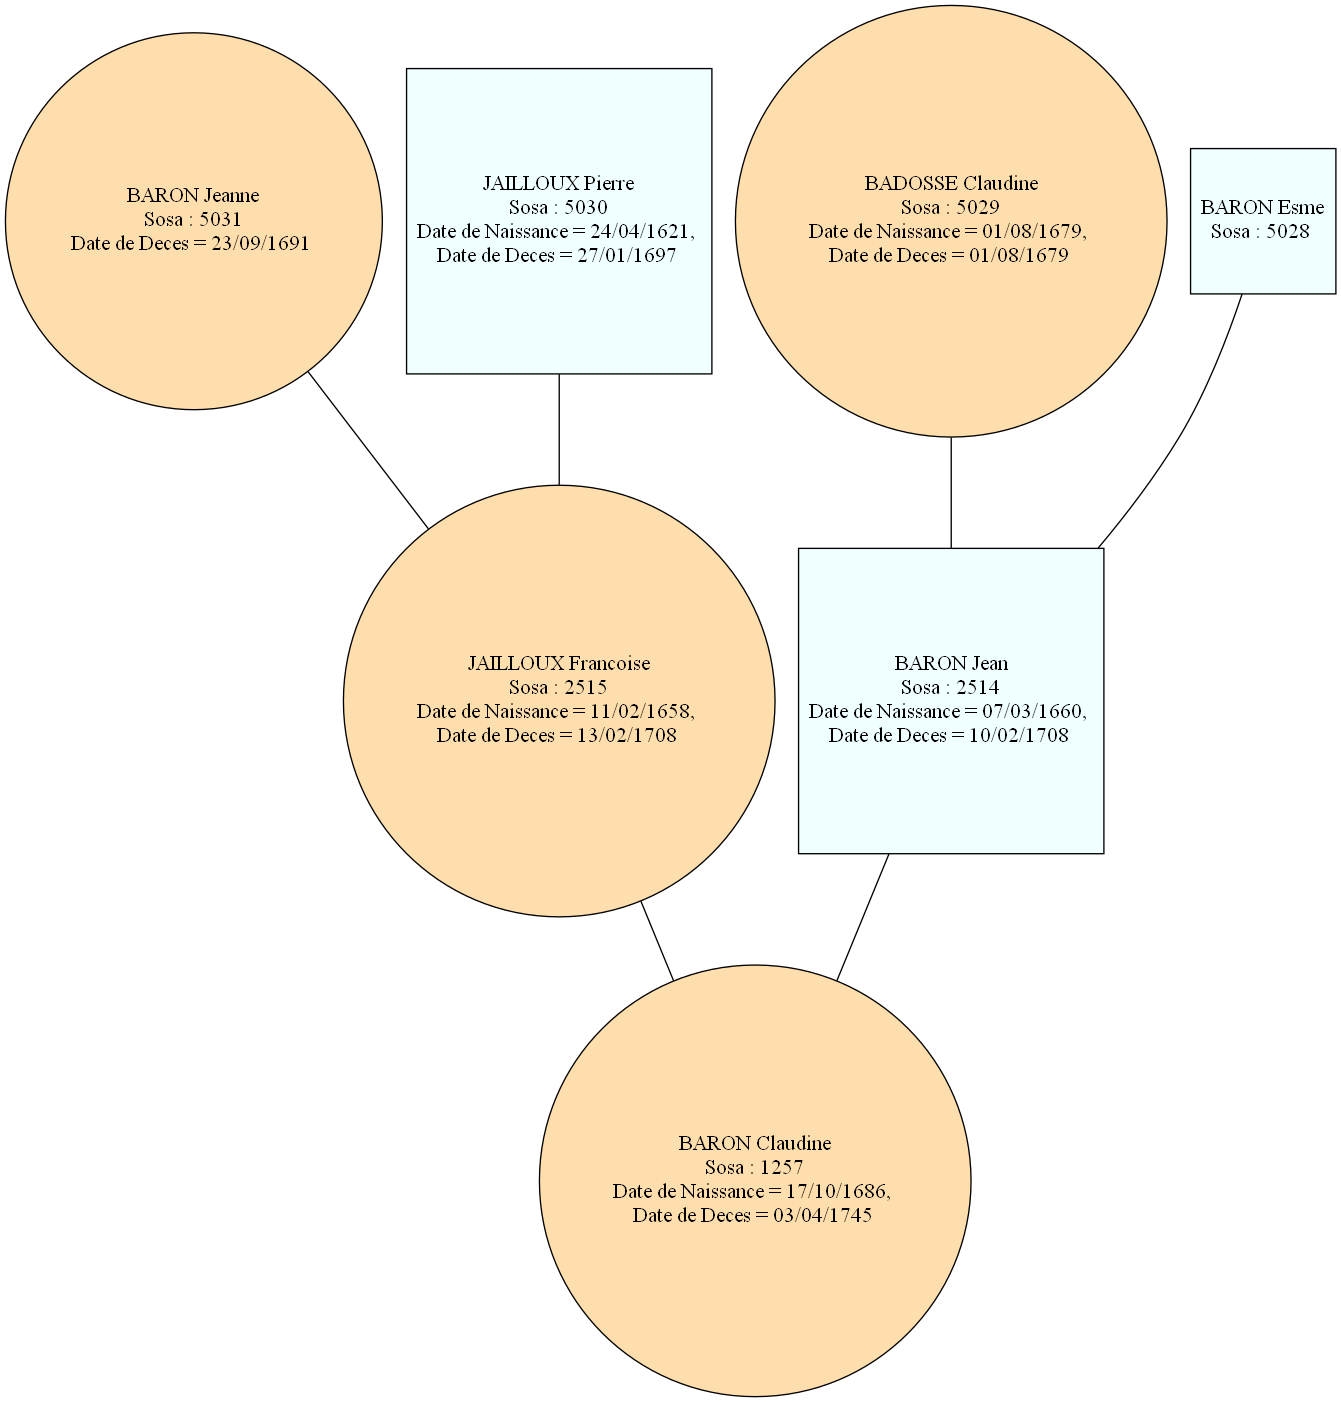 BARON Jeanne
Sosa : 5031
Date de Deces = 23/09/1691
JAILLOUX Pierre
Sosa : 5030
Date de Naissance = 24/04/1621,
Date de Deces = 27/01/1697
BADOSSE Claudine
Sosa : 5029
Date de Naissance = 01/08/1679,
Date de Deces = 01/08/1679
BARON Esme
Sosa : 5028
JAILLOUX Francoise
Sosa : 2515
Date de Naissance = 11/02/1658,
Date de Deces = 13/02/1708
BARON Jean
Sosa : 2514
Date de Naissance = 07/03/1660,
Date de Deces = 10/02/1708
BARON Claudine
Sosa : 1257
Date de Naissance = 17/10/1686,
Date de Deces = 03/04/1745